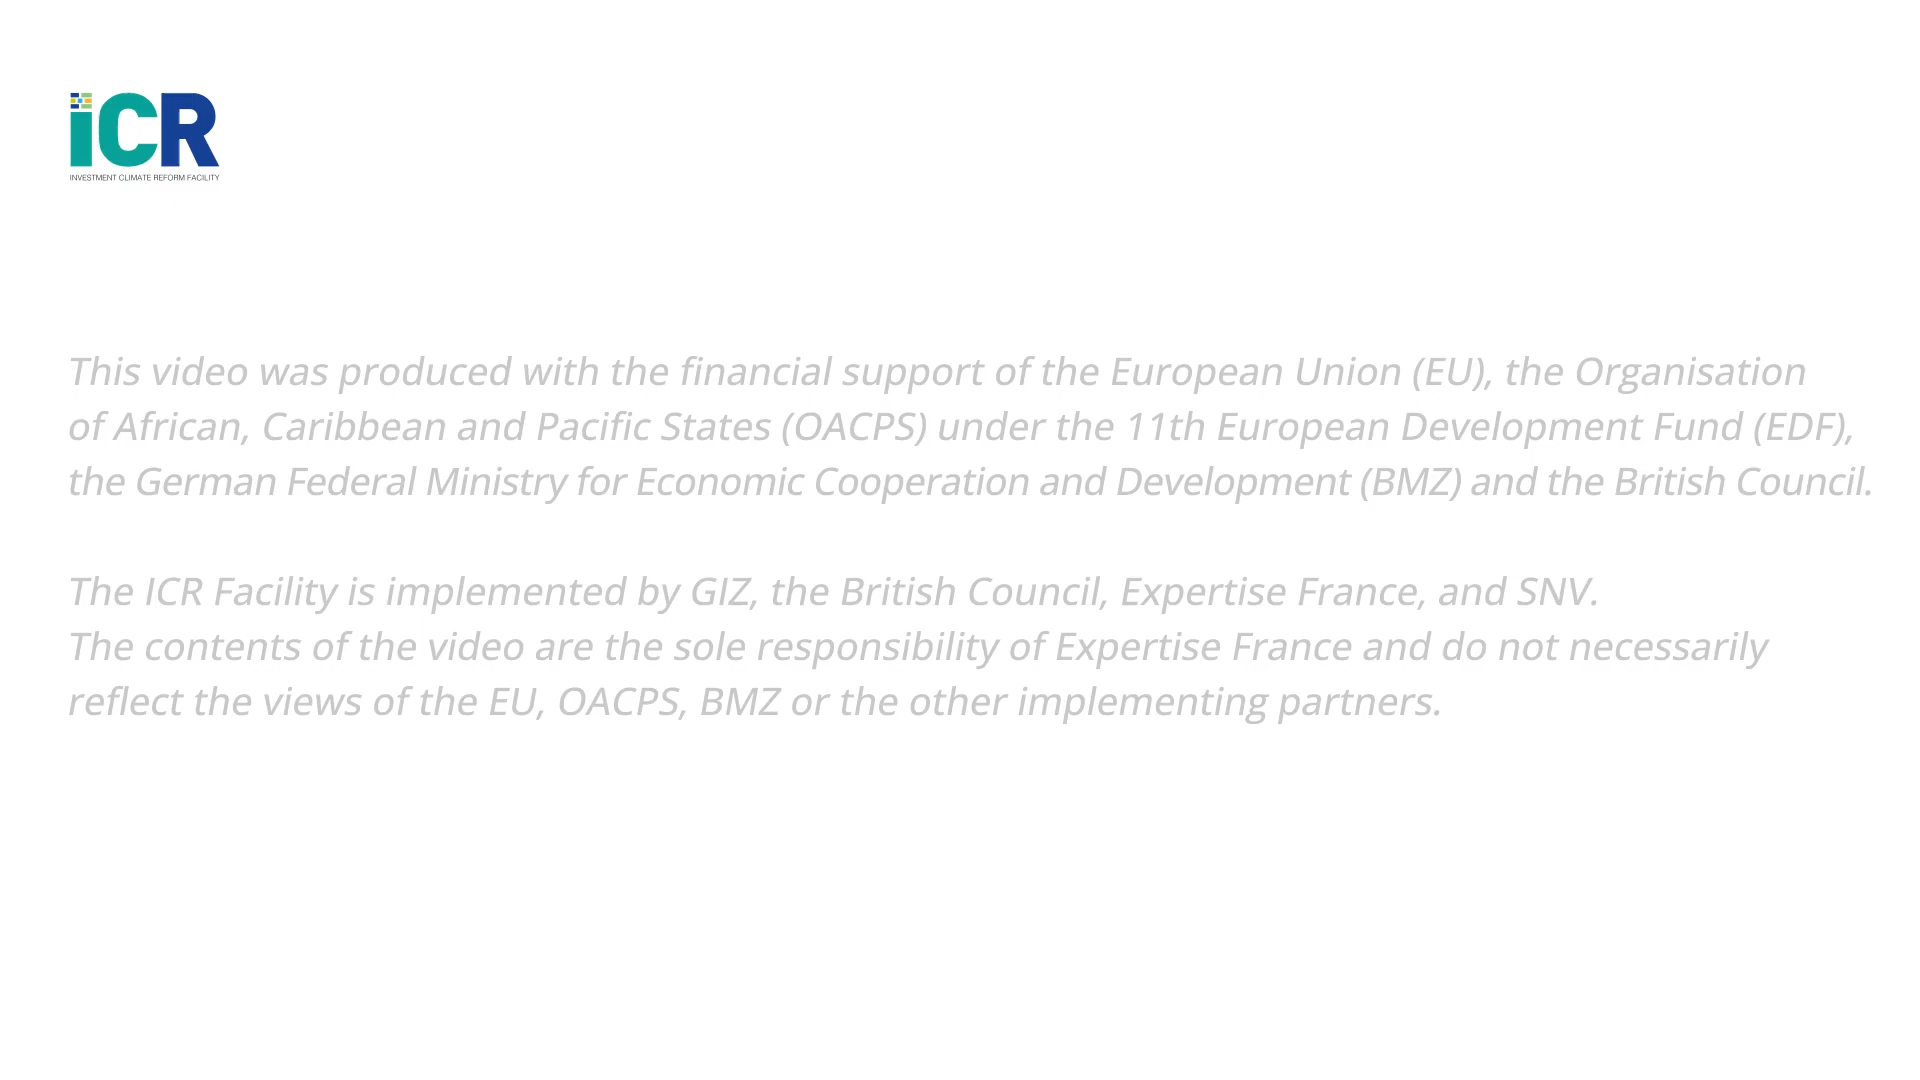 iCR
INVESTMENT CLIMATE REFORM FACILITY
This video was produced with the financial support of the European Union (EU), the Organisation
of African, Caribbean and Pacific States (OACPS) under the 11th European Development Fund (EDF),
the German Federal Ministry for Economic Cooperation and Development (BMZ) and the British Council.
The ICR Facility is implemented by GIZ, the British Council, Expertise France, and SNV.
The contents of the video are the sole responsibility of Expertise France and do not necessarily
reflect the views of the EU, OACPS, BMZ or the other implementing partners.